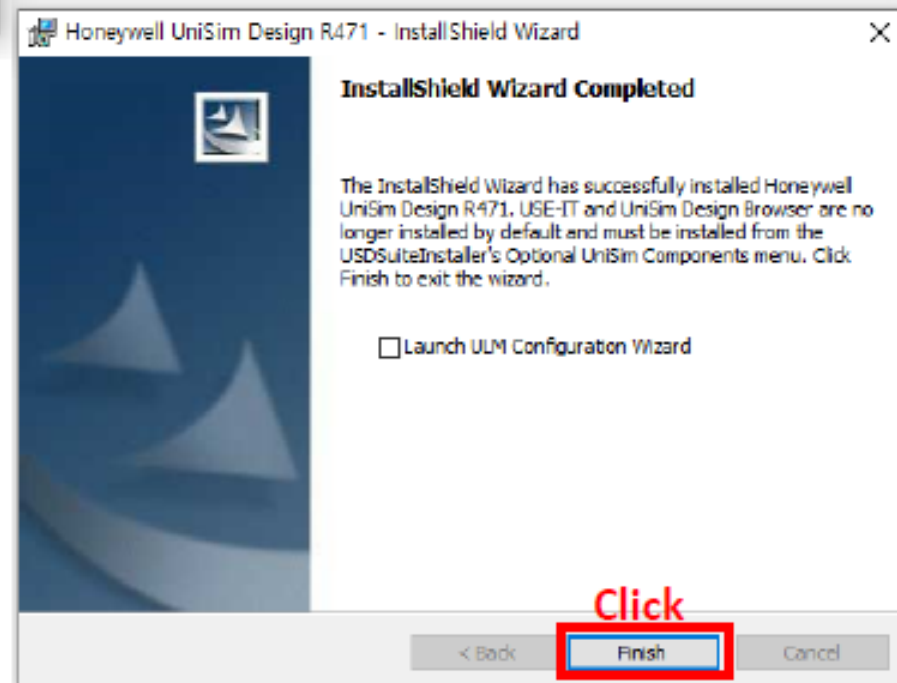 Honeywell UniSim Design R471 - InstallShield Wizard
InstallShield Wizard Completed
The InstallShield Wizard has successfully installed Honeywell
UniSim Design R471. USE-IT and UniSim Design Browser are no
longer installed by default and must be installed from the
USDSuiteInstaller's Optional UniSim Components menu. Click
Finish to exit the wizard.
Launch ULM Configuration Wizard
Click
< Back Finish Cancel